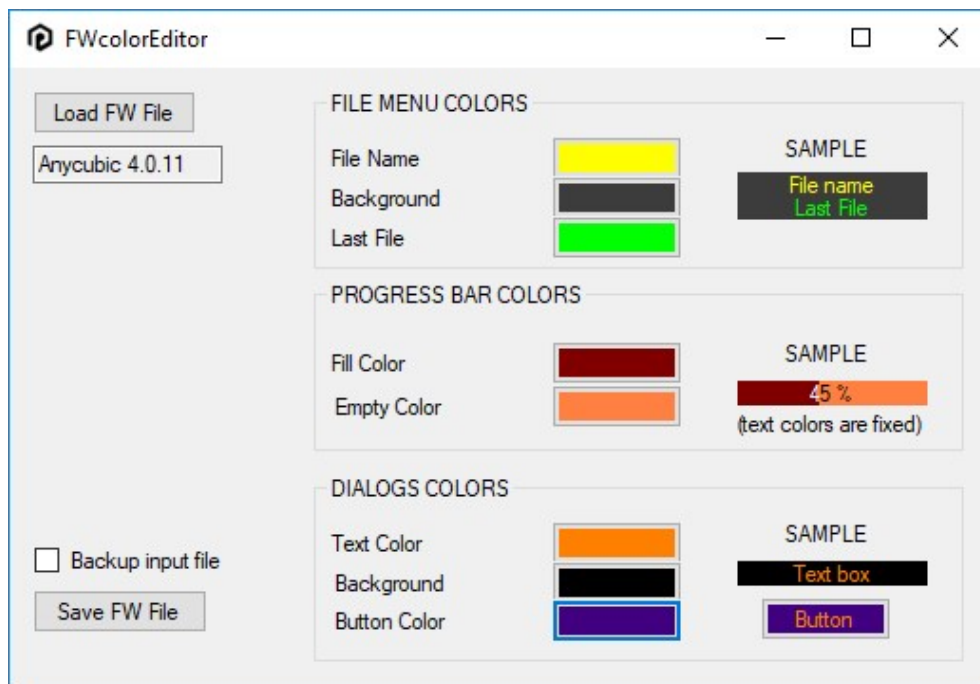 FWcolorEditor
Load FW File
Anycubic 4.0.11
FILE MENU COLORS
File Name
Background
Last File
SAMPLE
File name
Last File
PROGRESS BAR COLORS
Fill Color
Empty Color
SAMPLE
45 %
(text colors are fixed)
DIALOGS COLORS
Text Color
Background
Button Color
SAMPLE
Text box
Button
Backup input file
Save FW File